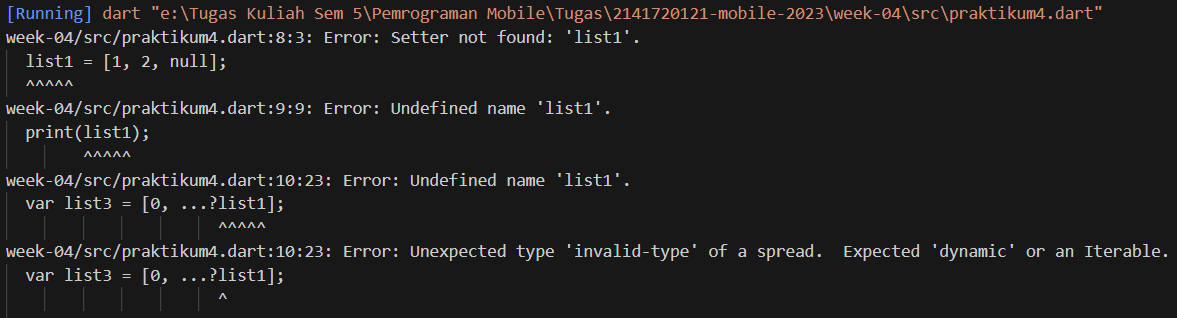 [Running] dart "e:\Tugas Kuliah Sem 5\Pemrograman Mobile\Tugas\2141720121-mobile-2023\week-04\src\praktikum4.dart"
week-04/src/praktikum4.dart:8:3: Error: Setter not found: 'list1'.
  list1 = [1, 2, null];
  ^^^^^
week-04/src/praktikum4.dart:9:9: Error: Undefined name 'list1'.
  print(list1);
        ^^^^^
week-04/src/praktikum4.dart:10:23: Error: Undefined name 'list1'.
  var list3 = [0, ...?list1];
                      ^^^^^
week-04/src/praktikum4.dart:10:23: Error: Unexpected type 'invalid-type' of a spread.  Expected 'dynamic' or an Iterable.
  var list3 = [0, ...?list1];
                      ^